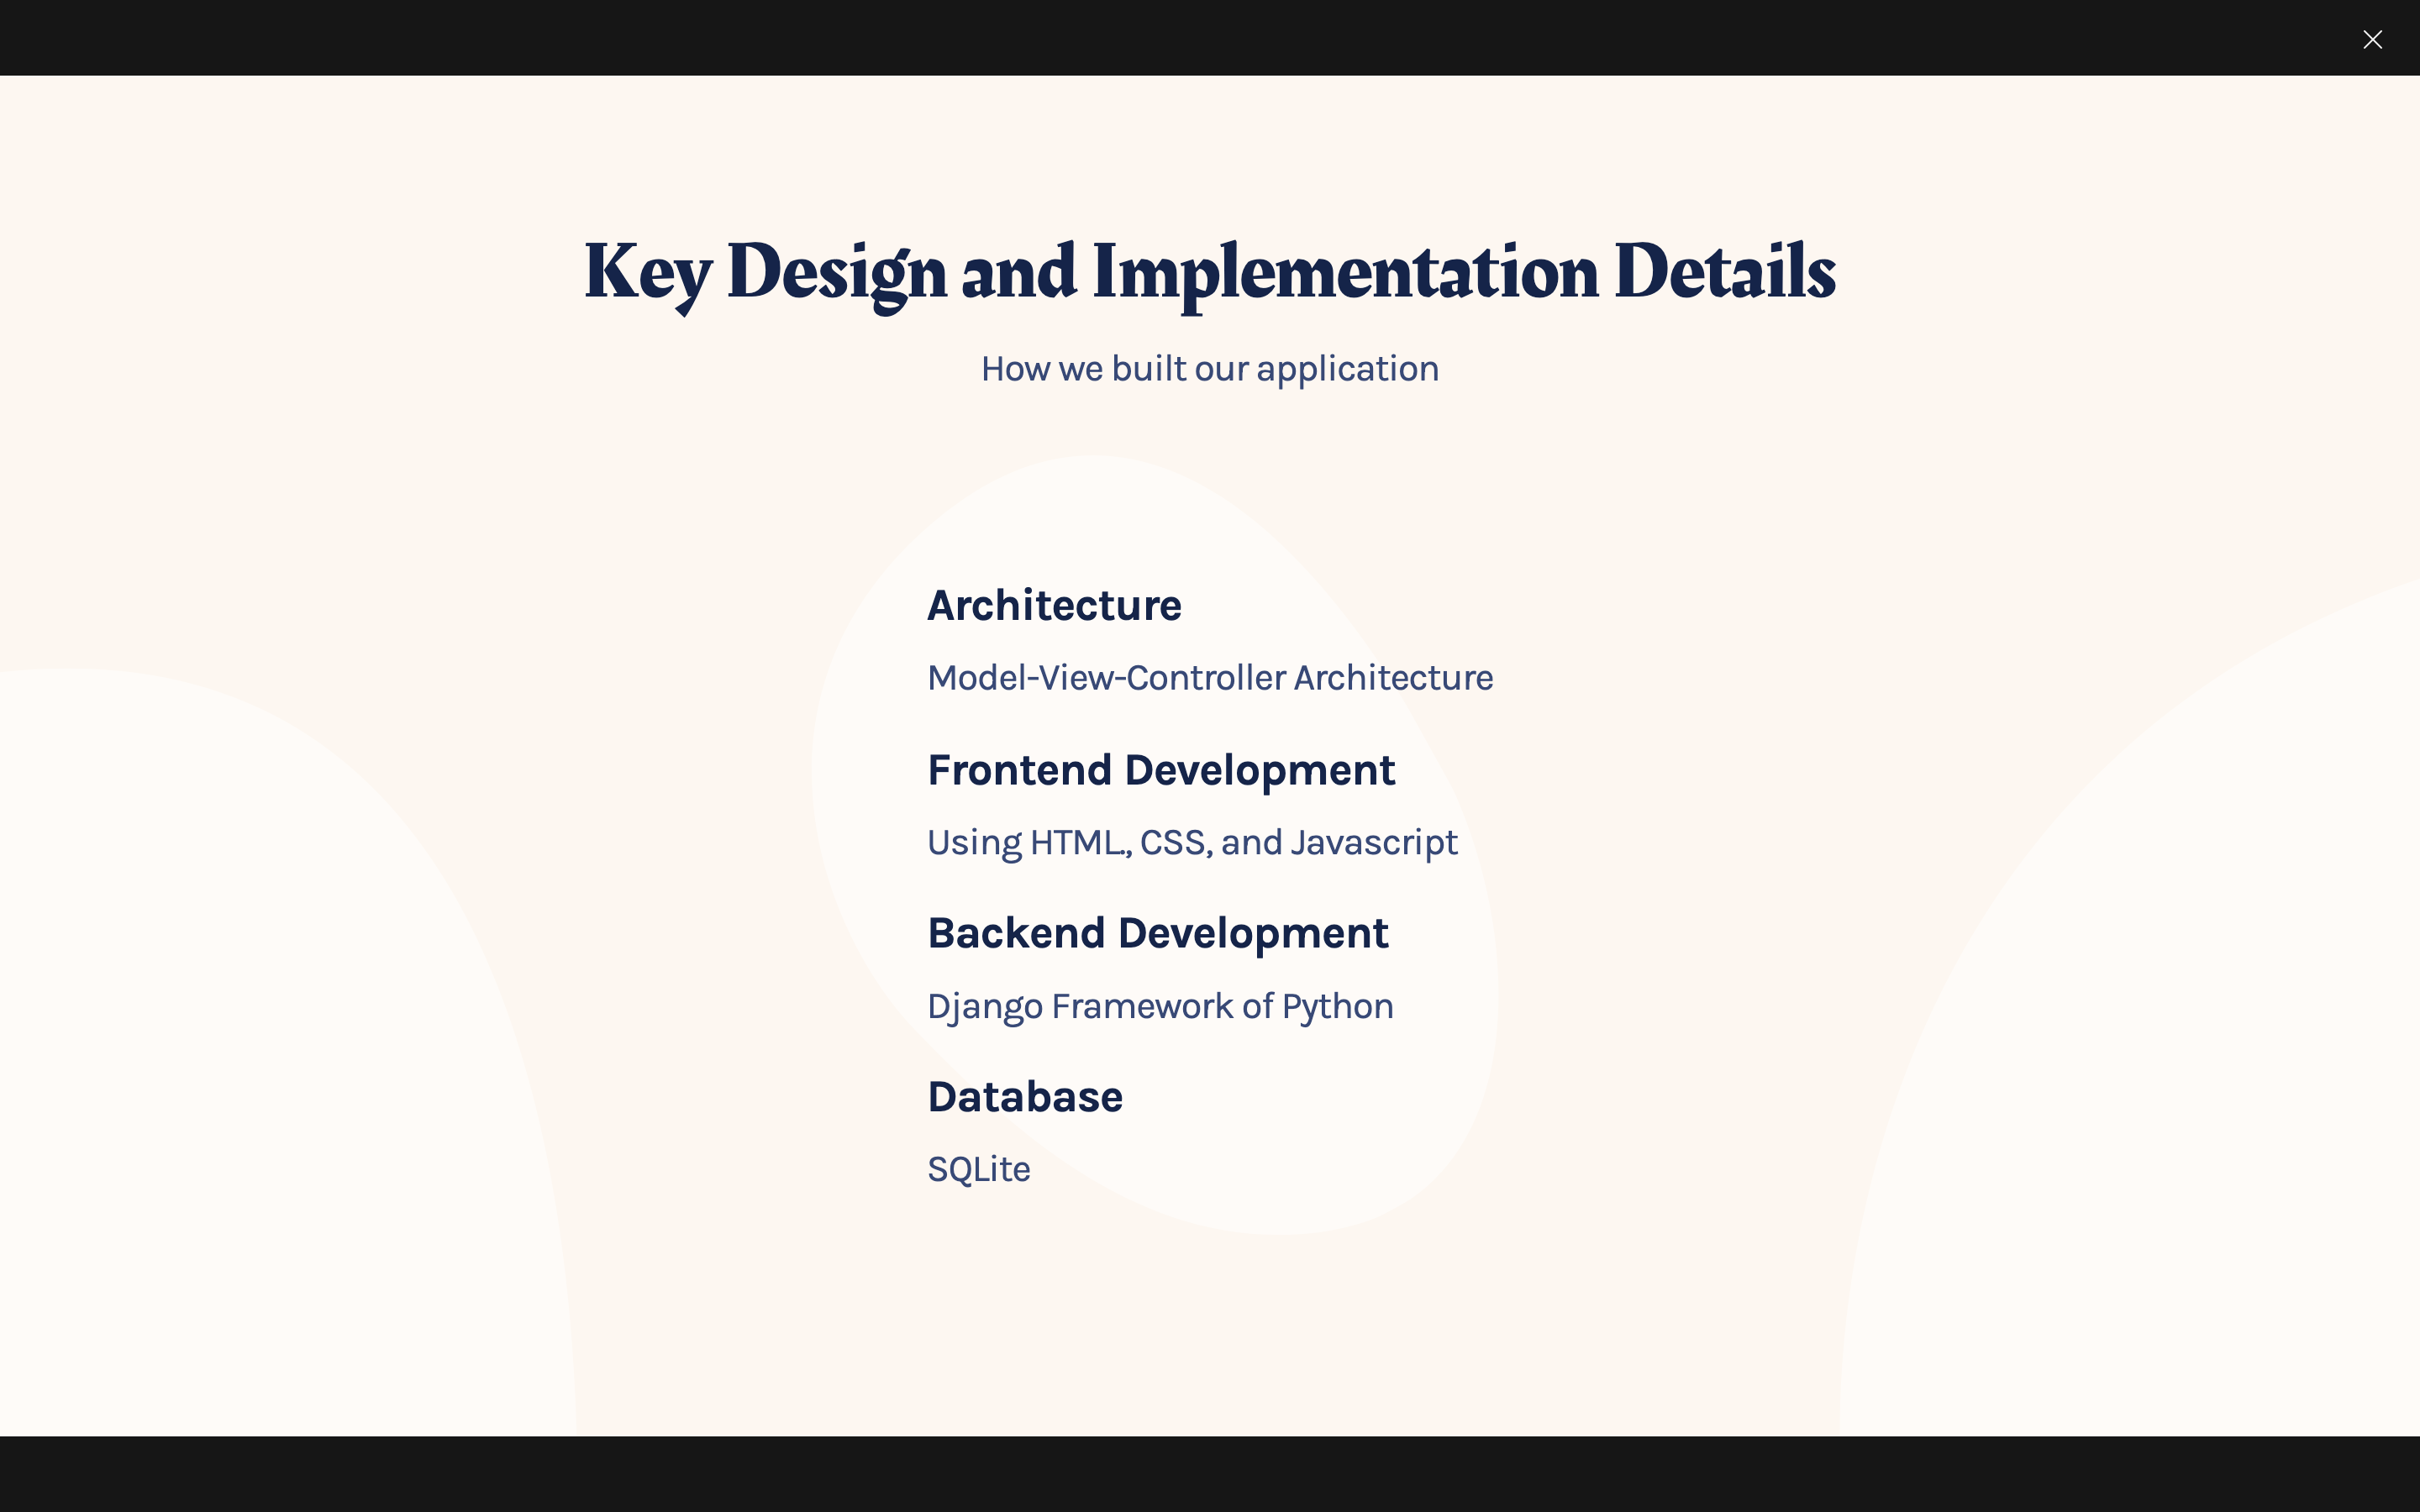 Key Design and Implementation Details
How we built our application
Architecture
Model-View-Controller Architecture
Frontend Development
Using HTML., CSS, and Javascript
Backend Development
Django Framework of Python
Database
SQLite